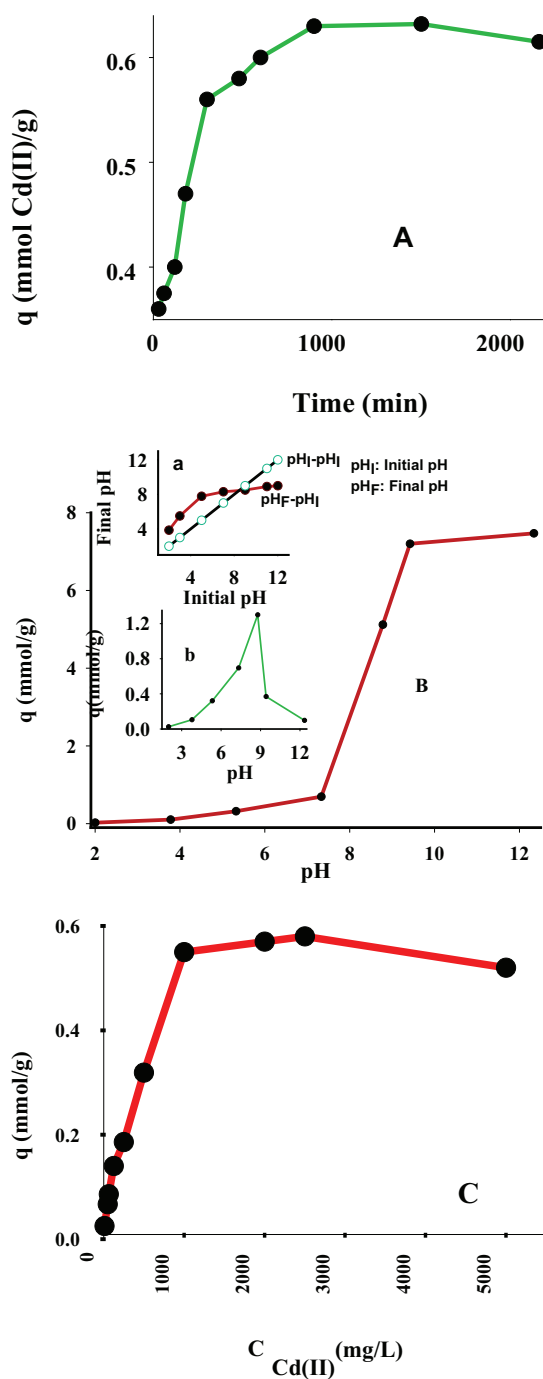 0.6
0.5
0.4
q (mmol Cd(II)/g)
A
0 1000 2000
Time (min)
a
12
8
4
Final pH
pHI-pHI
pHF-pHI
pHI: Initial pH
pHF: Final pH
4 8 12
Initial pH
b
1.2
0.8
0.4
0.0
q(mmol/g)
3 6 9 12
pH
8
6
4
2
0
q (mmol/g)
B
2 4 6 8 10 12
pH
0.6
0.4
0.2
0.0
q (mmol/g)
C
0 1000 2000 3000 4000 5000
C Cd(II) (mg/L)